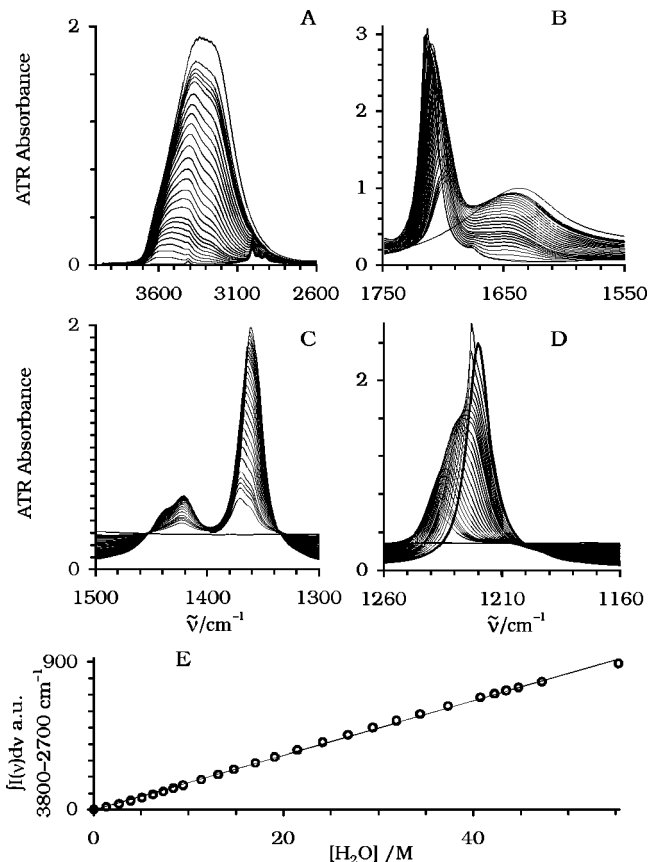 2
A
0
3600
3100
2600
ATR Absorbance
B
3
2
1
0
1750
1650
1550
2
C
0
1500
1400
1300
ν̃/cm⁻¹
ATR Absorbance
D
2
0
1260
1210
1160
ν̃/cm⁻¹
E
900
0
∫I(ν)dν a.u.
3800–2700 cm⁻¹
0
20
40
[H₂O] /M